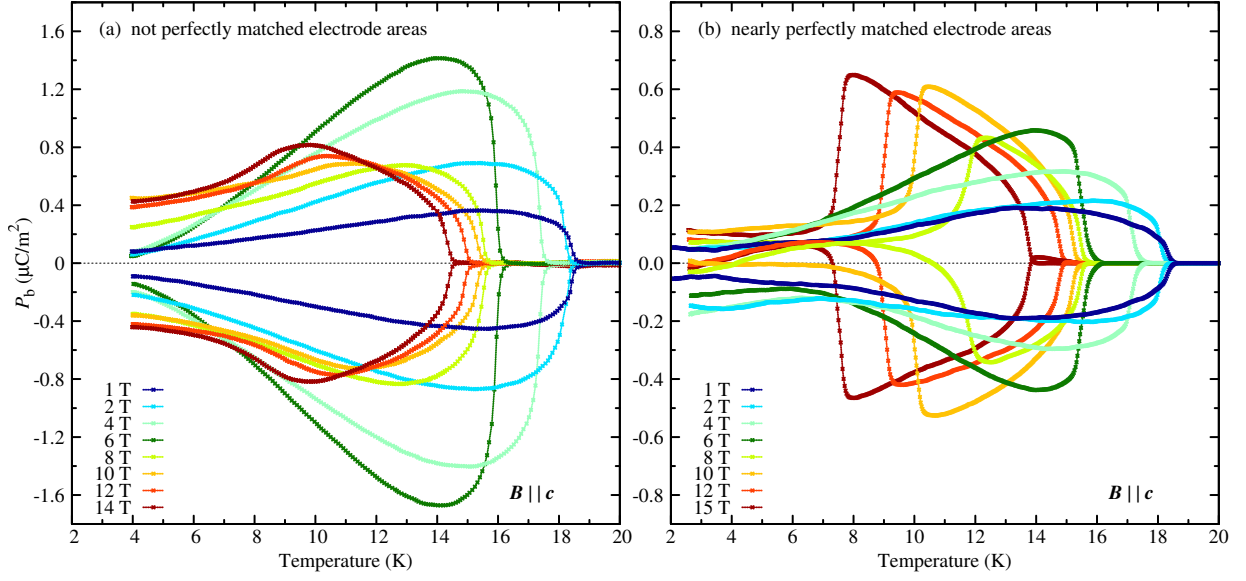 (a) not perfectly matched electrode areas
1.6
1.2
0.8
0.4
0
-0.4
-0.8
-1.2
-1.6
P_b (μC/m²)
1 T
2 T
4 T
6 T
8 T
10 T
12 T
14 T
B || c
2 4 6 8 10 12 14 16 18 20
Temperature (K)
(b) nearly perfectly matched electrode areas
0.8
0.6
0.4
0.2
0.0
-0.2
-0.4
-0.6
-0.8
1 T
2 T
4 T
6 T
8 T
10 T
12 T
15 T
B || c
2 4 6 8 10 12 14 16 18 20
Temperature (K)